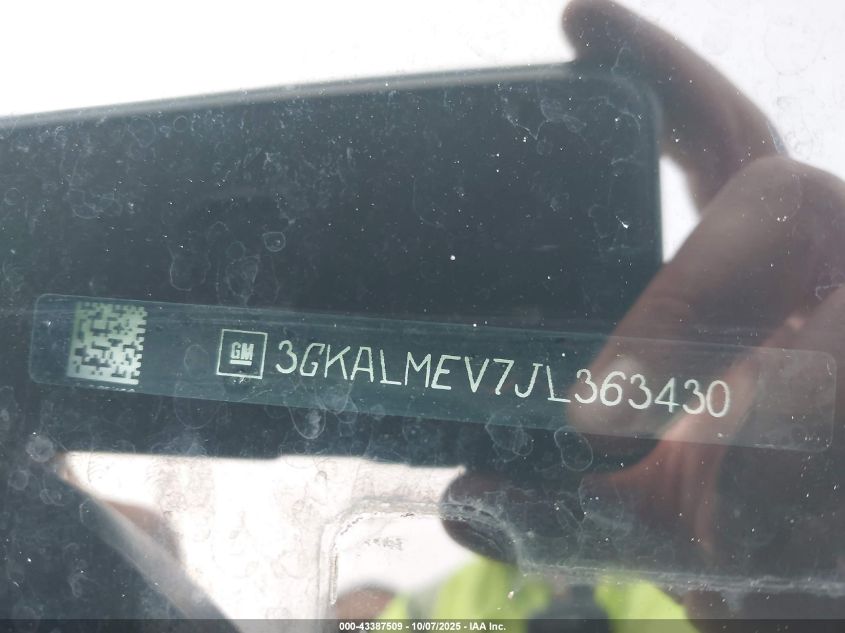 GM 3GKALMEV7JL363430
000-43387509 - 10/07/2025 - IAA Inc.